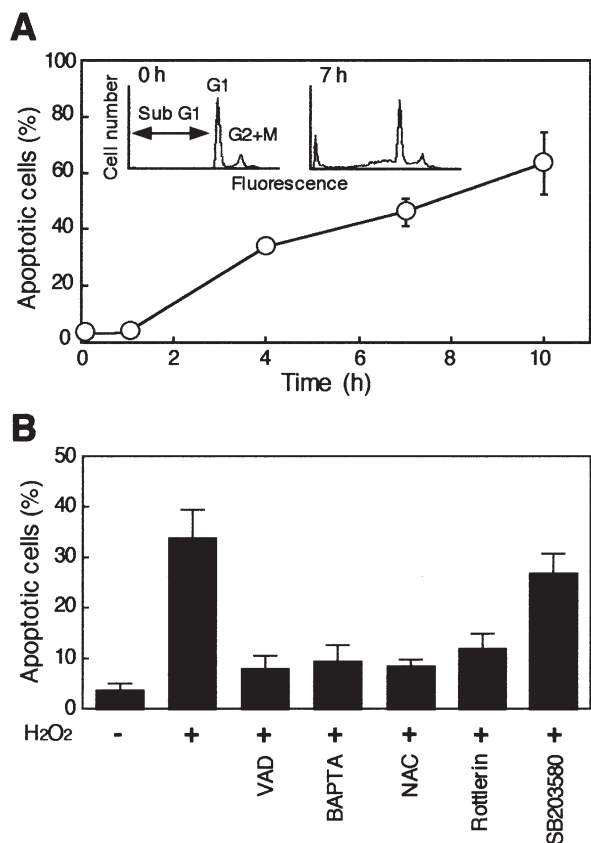 A
Apoptotic cells (%)
100
80
60
40
20
0
0 2 4 6 8 10
Time (h)
0 h
7 h
Cell number
Sub G1
G1
G2+M
Fluorescence
B
Apoptotic cells (%)
50
40
30
20
10
0
H2O2 - + + + + + +
VAD
BAPTA
NAC
Rottlerin
SB203580